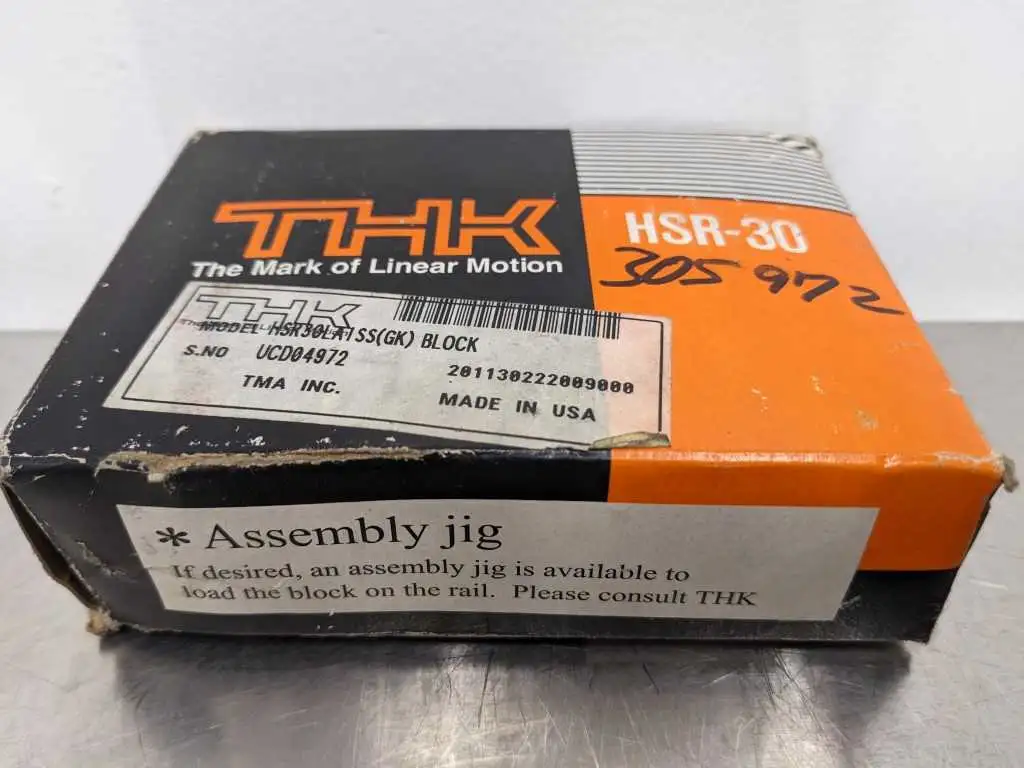 THK
The Mark of Linear Motion
HSR-30
305972
THK
MODEL HSR30LA1SS(GK) BLOCK
S.NO UCD04972
201130222009000
TMA INC.
MADE IN USA
* Assembly jig
If desired, an assembly jig is available to
load the block on the rail. Please consult THK